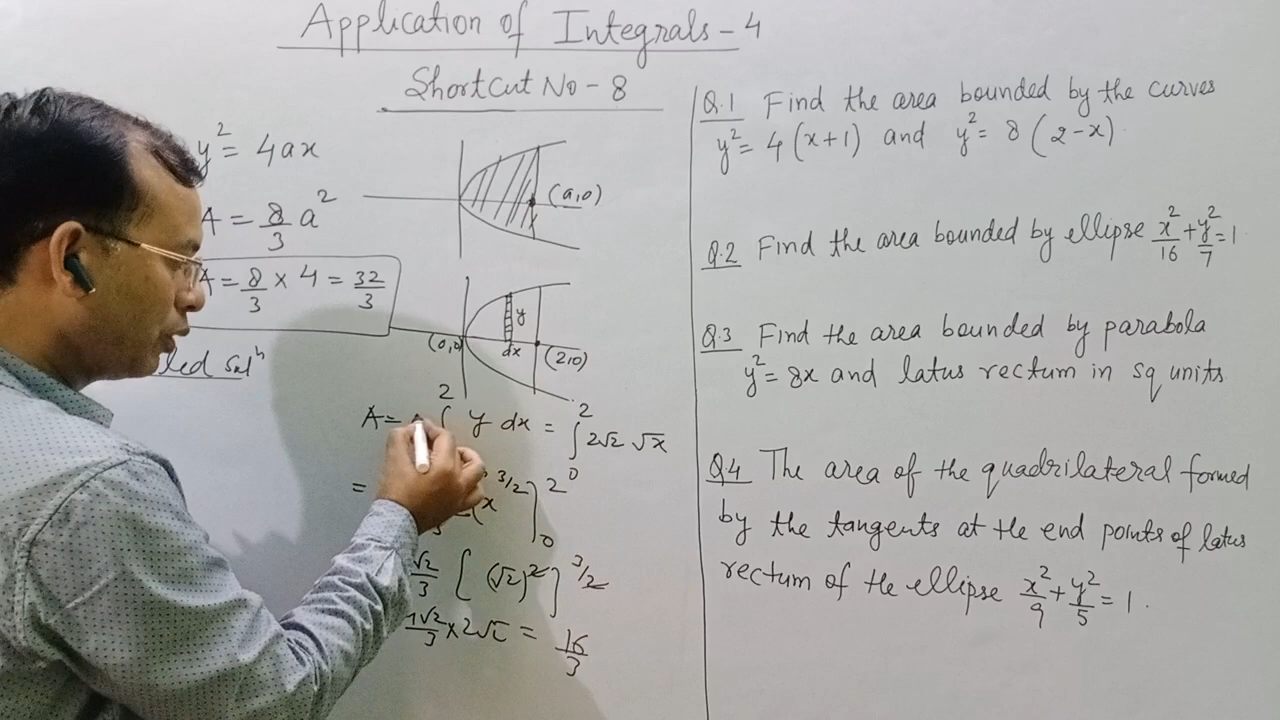 Application of Integrals - 4
Shortcut No - 8
y² = 4ax
A = 8/3 a²
(a,0)
A = 8/3 × 4 = 32/3
y
(0,0) dx (2,0)
led solⁿ
2 2
A = ∫ y dx = ∫ 2√2 √x
0
= (x^3/2] 2
0
√2/3 [(√2)²]^3/2
4√2/3 × 2√2 = 16/3
Q.1 Find the area bounded by the curves
y² = 4(x+1) and y² = 8(2-x).
Q.2 Find the area bounded by ellipse x²/16 + y²/7 = 1
Q.3 Find the area bounded by parabola
y² = 8x and latus rectum in sq units.
Q.4 The area of the quadrilateral formed
by the tangents at the end points of latus
rectum of the ellipse x²/9 + y²/5 = 1.